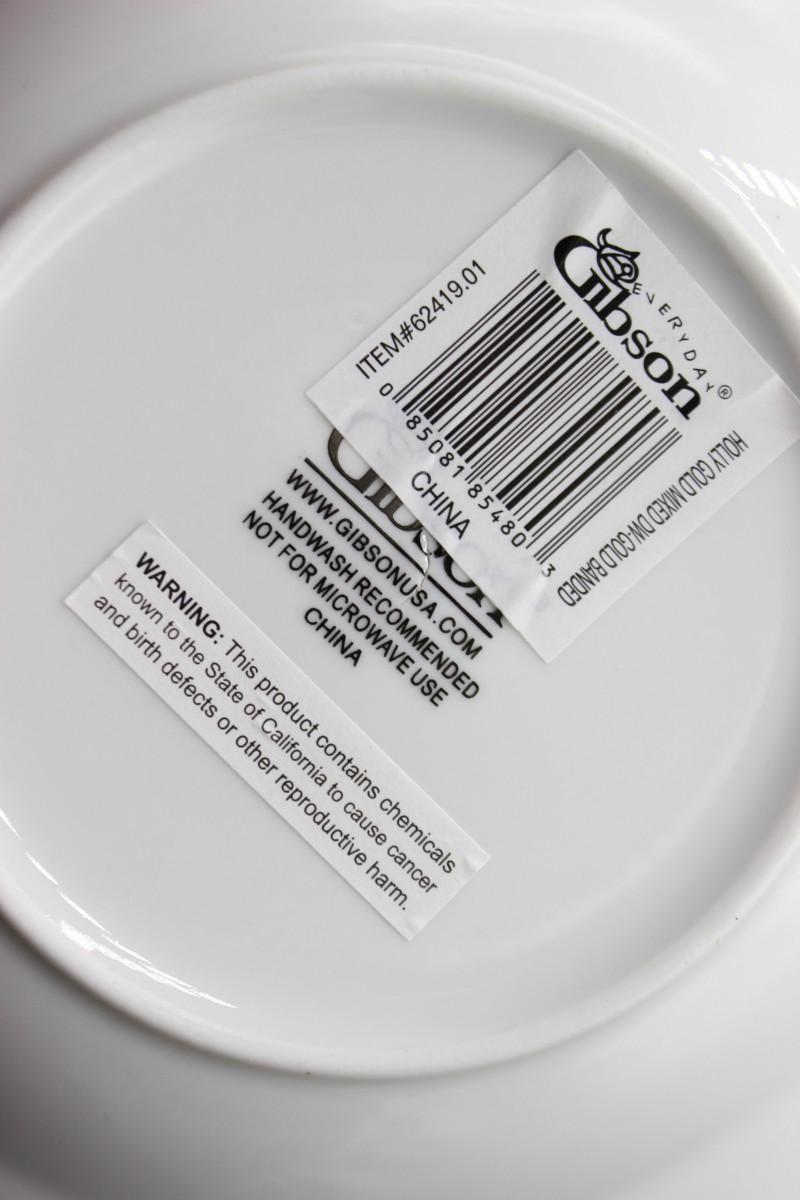 EVERYDAY
Gibson®
ITEM#62419.01
0 85081 85480 3
CHINA
HOLLY GOLD MIXED DW-GOLD BANDED
Gibson
WWW.GIBSONUSA.COM
HANDWASH RECOMMENDED
NOT FOR MICROWAVE USE
CHINA
WARNING: This product contains chemicals
known to the State of California to cause cancer
and birth defects or other reproductive harm.